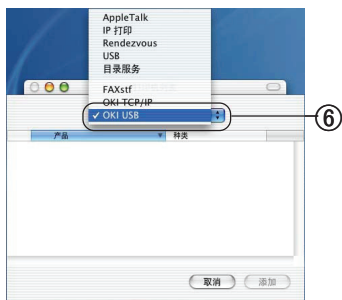 AppleTalk
IP 打印
Rendezvous
USB
目录服务
FAXstf
OKI TCP/IP
✓ OKI USB
⑥
产品 种类
取消 添加